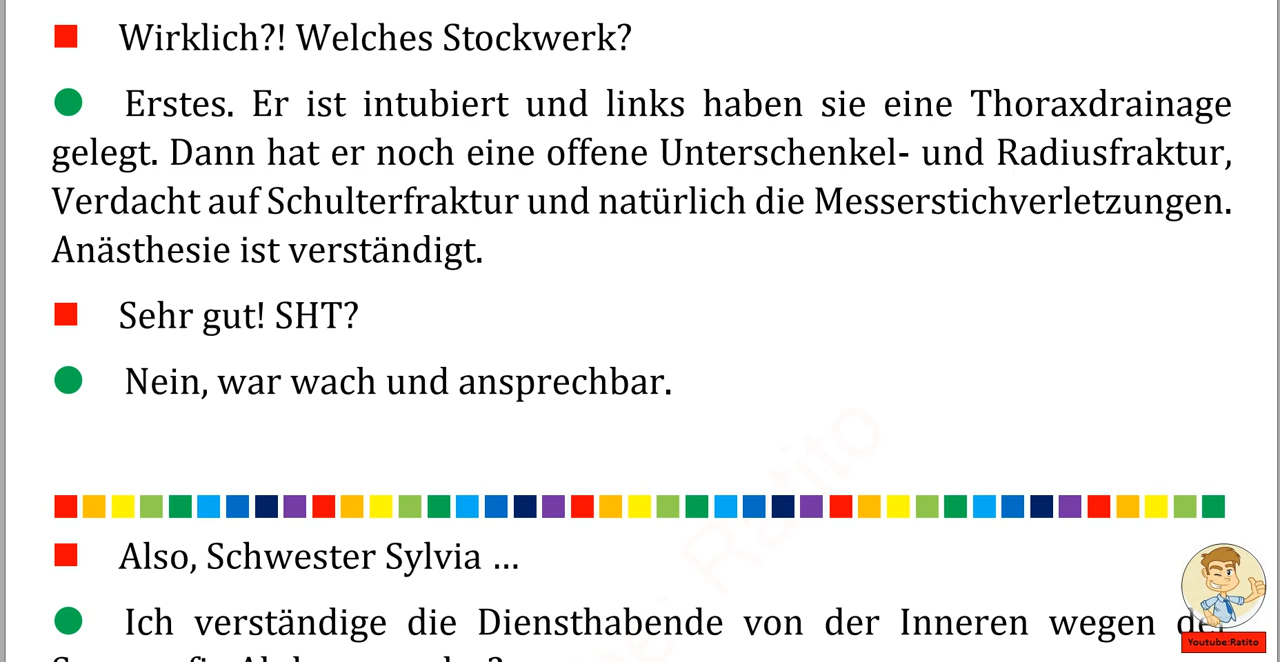 Wirklich?! Welches Stockwerk?
Erstes. Er ist intubiert und links haben sie eine Thoraxdrainage
gelegt. Dann hat er noch eine offene Unterschenkel- und Radiusfraktur,
Verdacht auf Schulterfraktur und natürlich die Messerstichverletzungen.
Anästhesie ist verständigt.
Sehr gut! SHT?
Nein, war wach und ansprechbar.
Ratito
Also, Schwester Sylvia ...
Ich verständige die Diensthabende von der Inneren wegen der
Youtube:Ratito